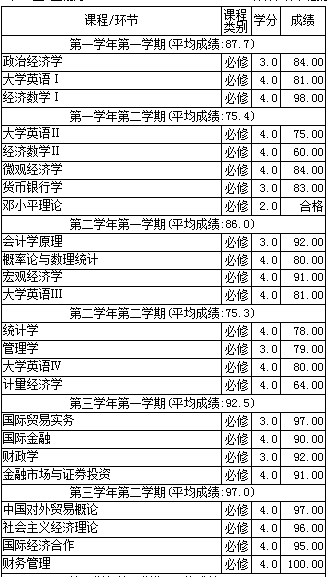 课程/环节 课程类别 学分 成绩
第一学年第一学期(平均成绩:87.7)
政治经济学 必修 3.0 84.00
大学英语Ⅰ 必修 4.0 81.00
经济数学Ⅰ 必修 4.0 98.00
第一学年第二学期(平均成绩:75.4)
大学英语Ⅱ 必修 4.0 75.00
经济数学Ⅱ 必修 4.0 60.00
微观经济学 必修 4.0 84.00
货币银行学 必修 3.0 83.00
邓小平理论 必修 2.0 合格
第二学年第一学期(平均成绩:86.0)
会计学原理 必修 3.0 92.00
概率论与数理统计 必修 4.0 80.00
宏观经济学 必修 4.0 91.00
大学英语Ⅲ 必修 4.0 81.00
第二学年第二学期(平均成绩:75.3)
统计学 必修 4.0 78.00
管理学 必修 3.0 79.00
大学英语Ⅳ 必修 4.0 80.00
计量经济学 必修 4.0 64.00
第三学年第一学期(平均成绩:92.5)
国际贸易实务 必修 3.0 97.00
国际金融 必修 4.0 90.00
财政学 必修 3.0 92.00
金融市场与证券投资 必修 4.0 91.00
第三学年第二学期(平均成绩:97.0)
中国对外贸易概论 必修 4.0 97.00
社会主义经济理论 必修 4.0 96.00
国际经济合作 必修 4.0 95.00
财务管理 必修 4.0 100.00